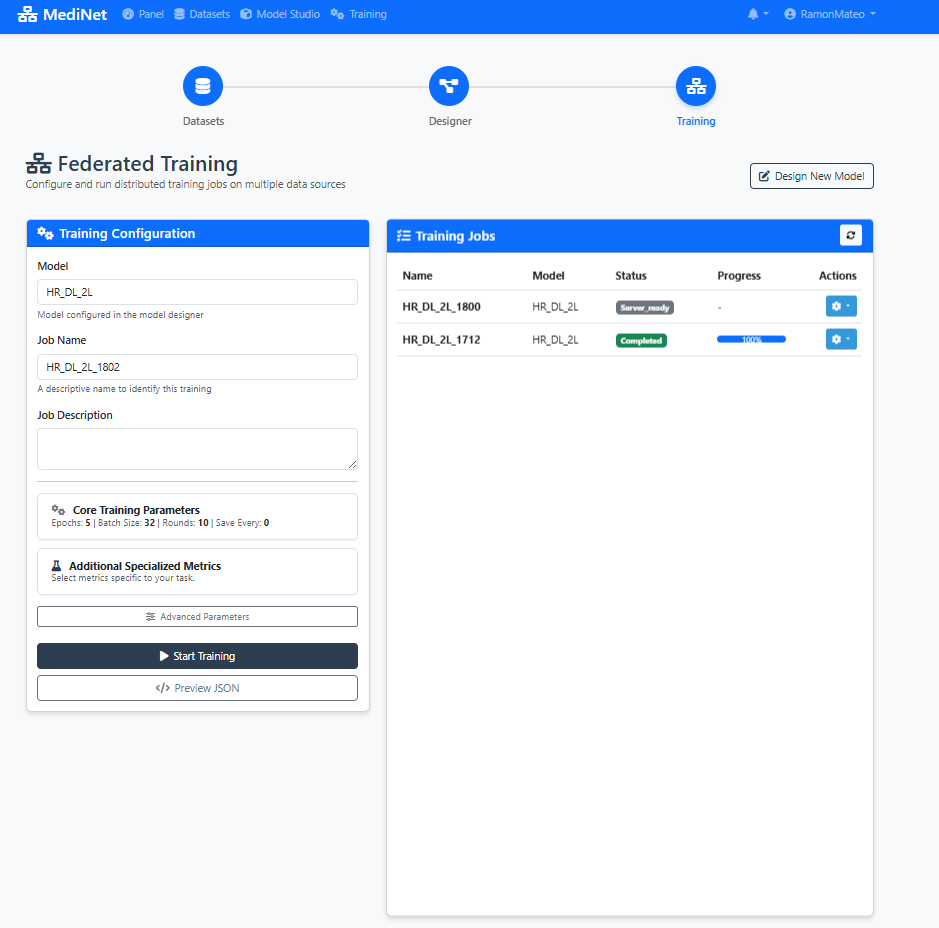 MediNet Panel Datasets Model Studio Training RamonMateo
Datasets Designer Training
Federated Training
Configure and run distributed training jobs on multiple data sources
Design New Model
Training Configuration
Model
HR_DL_2L
Model configured in the model designer
Job Name
HR_DL_2L_1802
A descriptive name to identify this training
Job Description
Core Training Parameters
Epochs: 5 | Batch Size: 32 | Rounds: 10 | Save Every: 0
Additional Specialized Metrics
Select metrics specific to your task.
Advanced Parameters
Start Training
</> Preview JSON
Training Jobs
Name Model Status Progress Actions
HR_DL_2L_1800 HR_DL_2L Server_ready -
HR_DL_2L_1712 HR_DL_2L Completed 100%